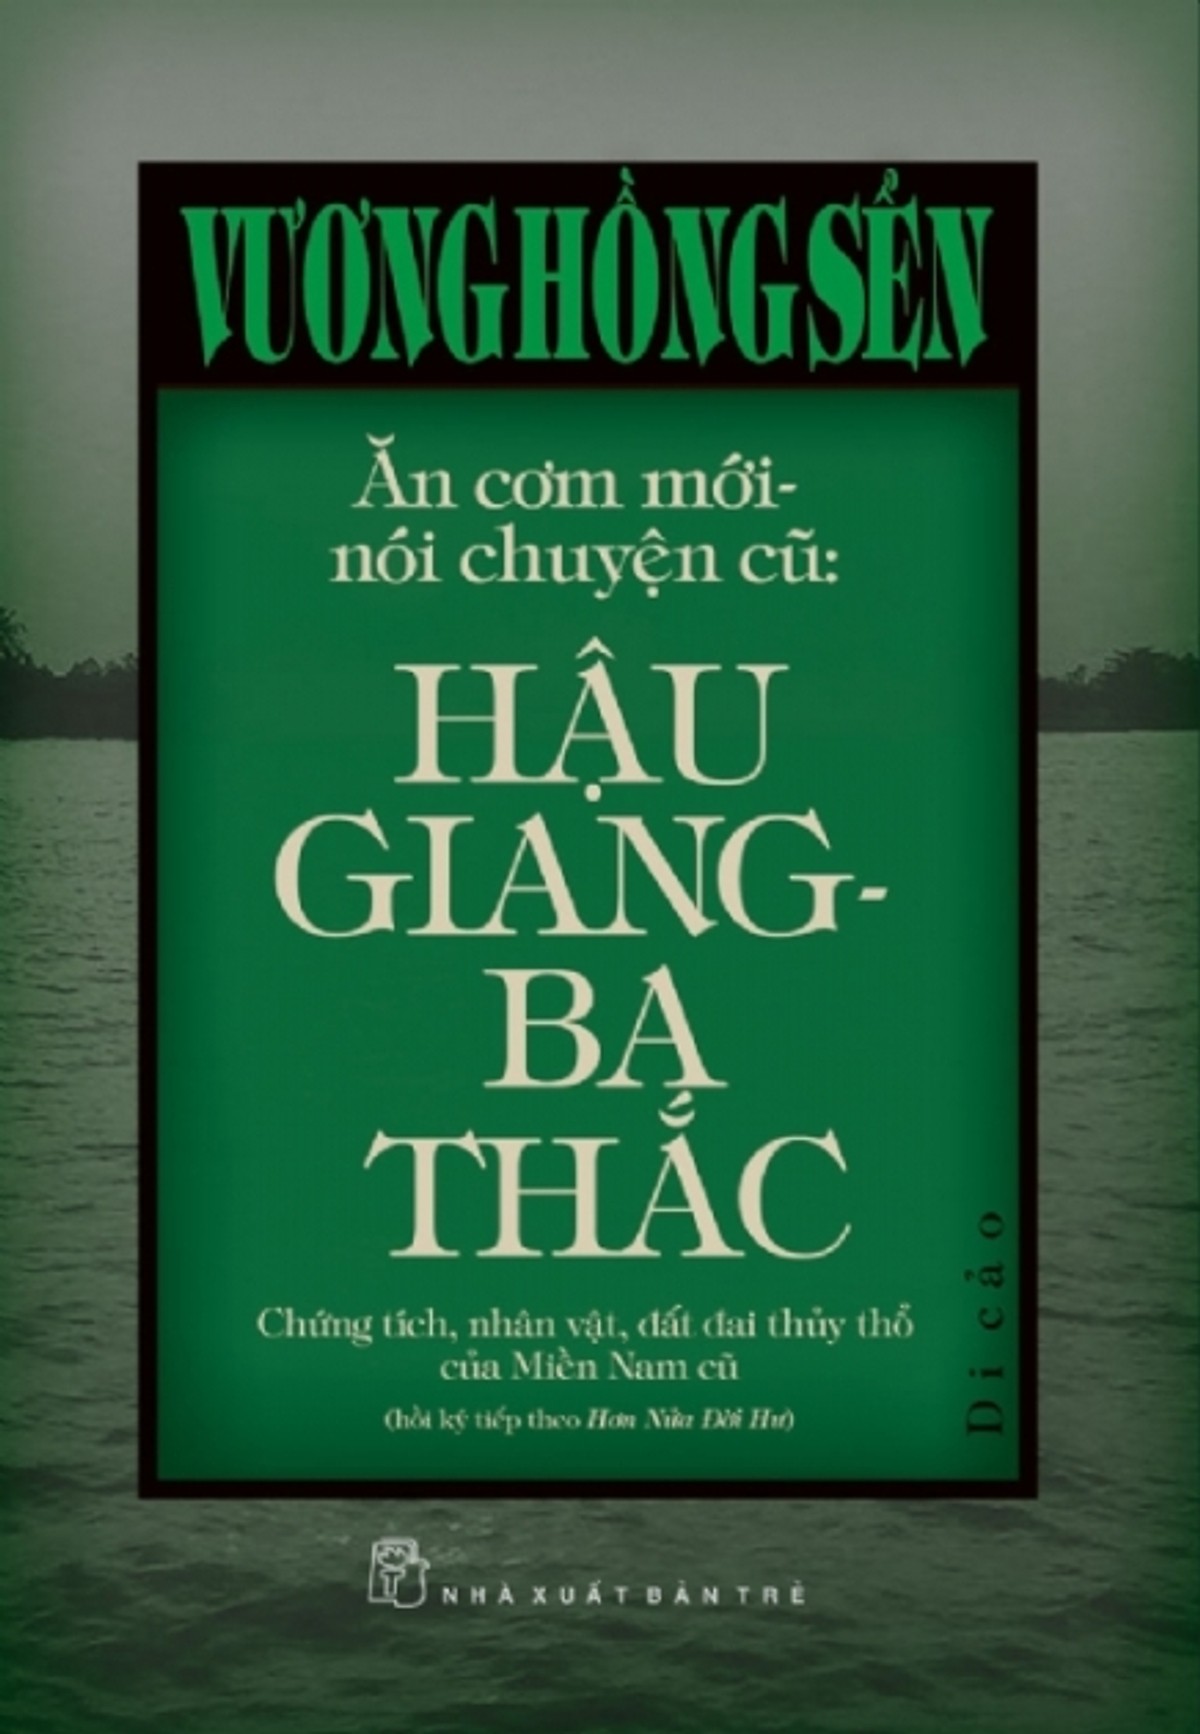 VƯƠNG HỒNG SỂN
Ăn cơm mới-
nói chuyện cũ:
HẬU
GIANG-
BA
THẮC
Chứng tích, nhân vật, đất đai thủy thổ
của Miền Nam cũ
(hồi ký tiếp theo Hơn Nửa Đời Hư)
Di cảo
NHÀ XUẤT BẢN TRẺ